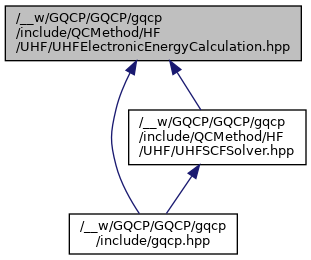 /__w/GQCP/GQCP/gqcp
/include/QCMethod/HF
/UHF/UHFElectronicEnergyCalculation.hpp
/__w/GQCP/GQCP/gqcp
/include/QCMethod/HF
/UHF/UHFSCFSolver.hpp
/__w/GQCP/GQCP/gqcp
/include/gqcp.hpp